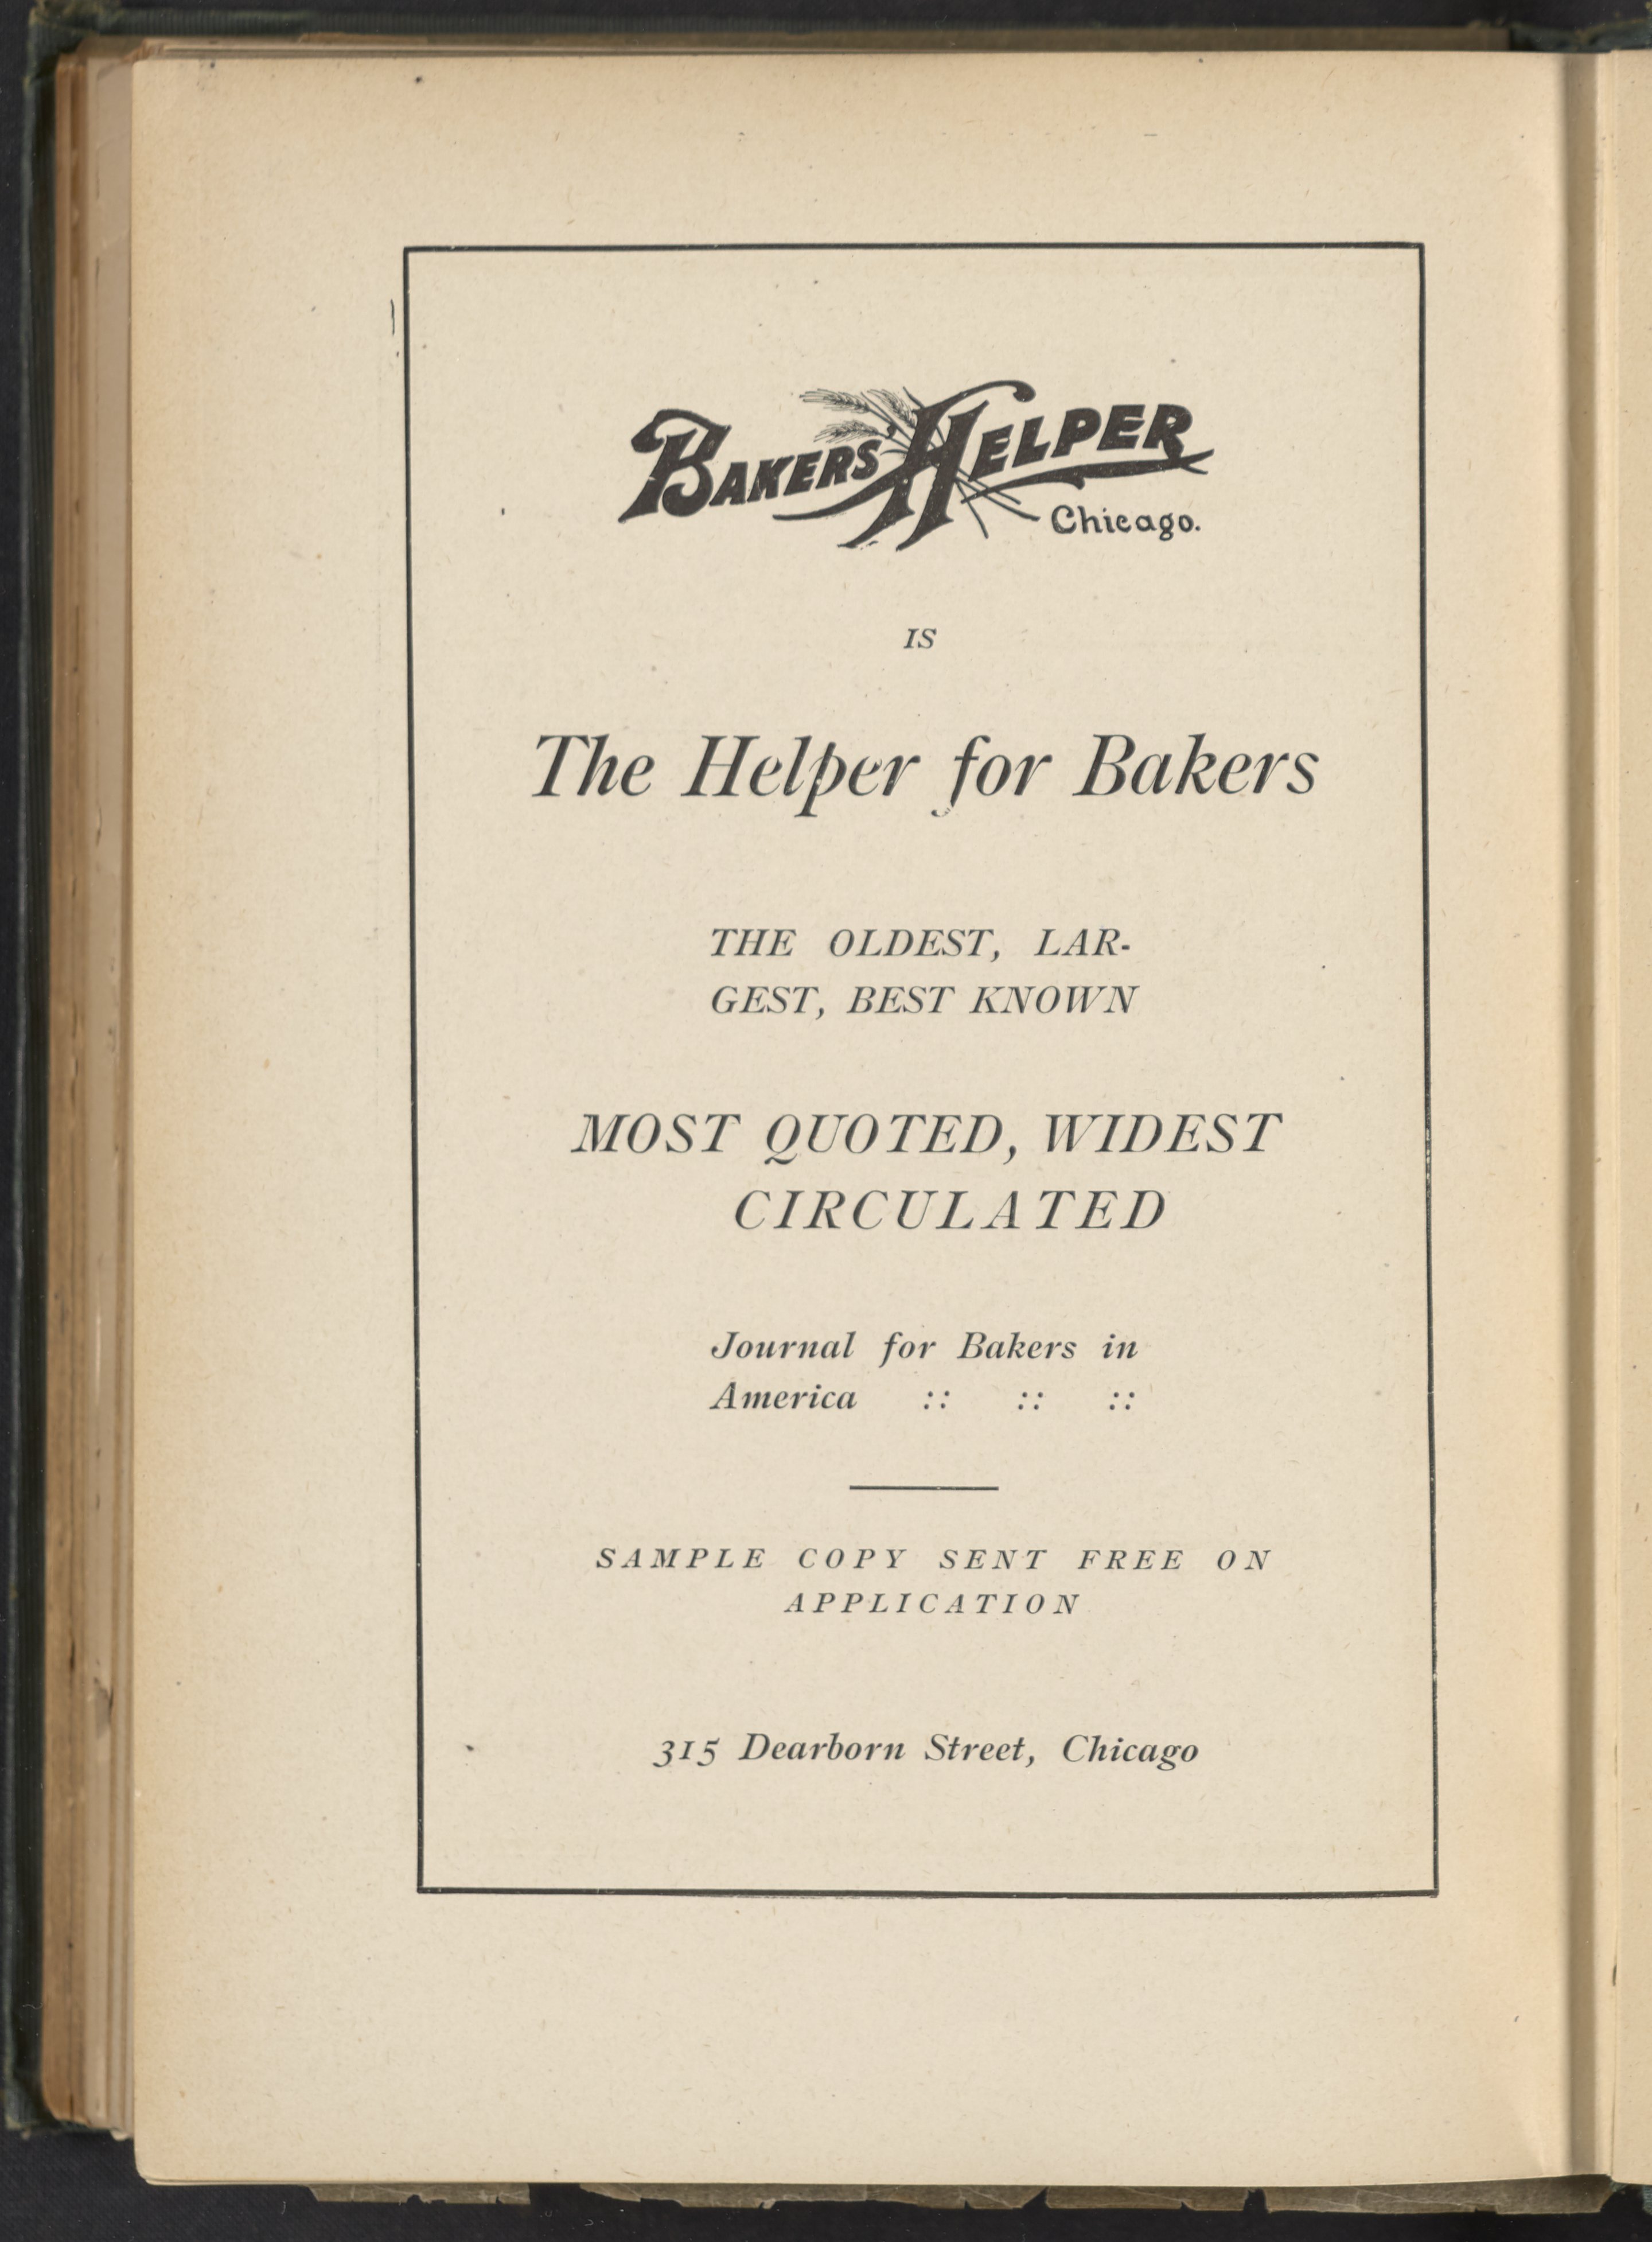 BAKERS' HELPER
Chicago.
IS
The Helper for Bakers
THE OLDEST, LAR-
GEST, BEST KNOWN
MOST QUOTED, WIDEST
CIRCULATED
Journal for Bakers in
America :: :: ::
SAMPLE COPY SENT FREE ON
APPLICATION
315 Dearborn Street, Chicago